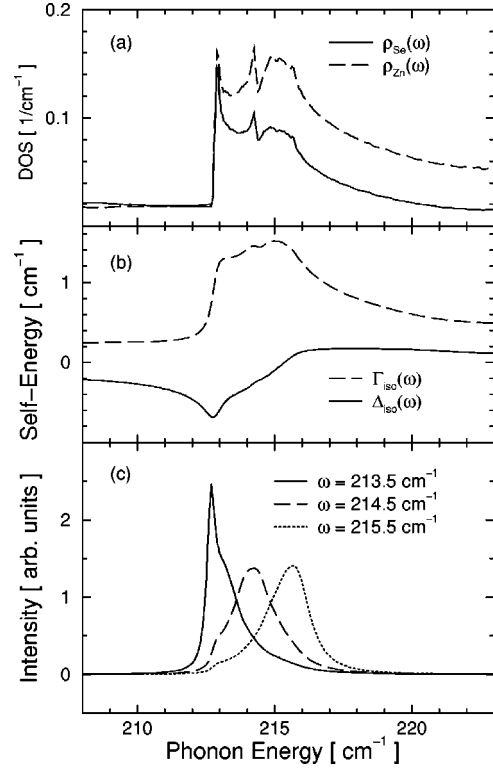 (a)
ρSe(ω)
ρZn(ω)
0.2
0.1
DOS [ 1/cm⁻¹ ]
(b)
1
0
Self-Energy [ cm⁻¹ ]
Γiso(ω)
Δiso(ω)
(c)
ω = 213.5 cm⁻¹
ω = 214.5 cm⁻¹
ω = 215.5 cm⁻¹
2
1
0
Intensity [ arb. units ]
210 215 220
Phonon Energy [ cm⁻¹ ]